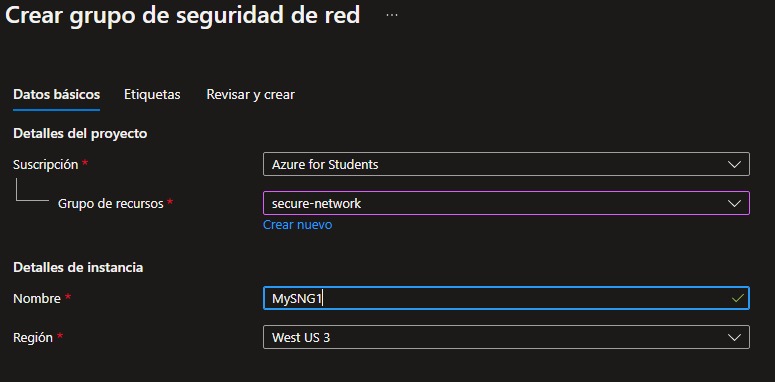 Crear grupo de seguridad de red ...
Datos básicos Etiquetas Revisar y crear
Detalles del proyecto
Suscripción * Azure for Students
Grupo de recursos * secure-network
Crear nuevo
Detalles de instancia
Nombre * MySNG1
Región * West US 3